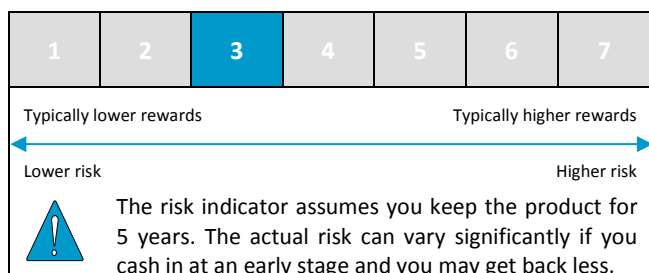 1 2 3 4 5 6 7
Typically lower rewards Typically higher rewards
Lower risk Higher risk
The risk indicator assumes you keep the product for
5 years. The actual risk can vary significantly if you
cash in at an early stage and you may get back less.